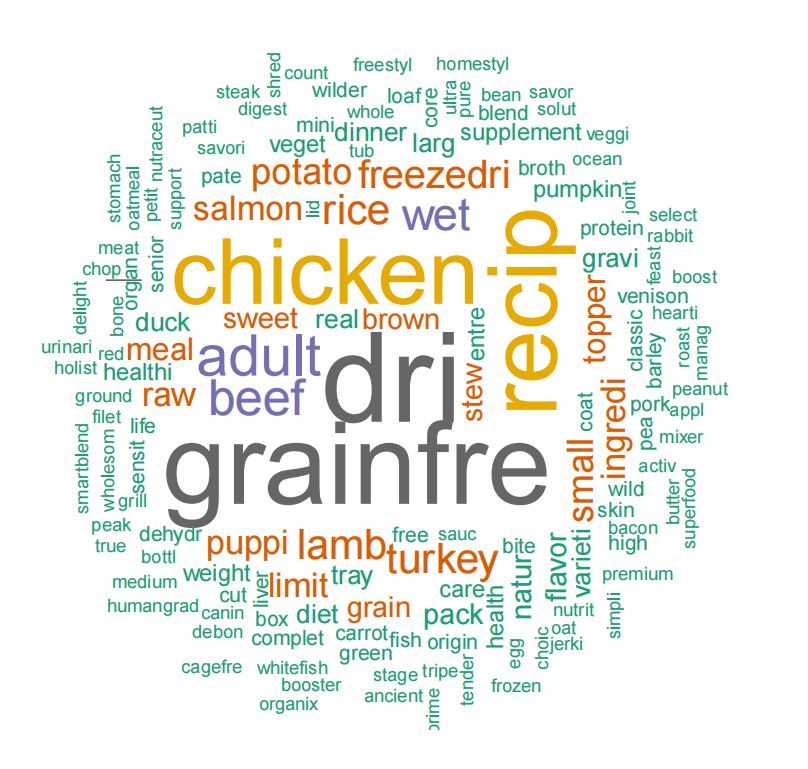 shred
count
freestyl
homestyl
steak
wilder
loaf
core
ultra
pure
bean
savor
digest
whole
blend
solut
nutraceut
patti
mini
dinner
larg
supplement
veggi
savori
veget
tub
stomach
oatmeal
petit
support
pate
potato
freezedri
broth
ocean
pumpkin
joint
salmon
lid
rice
wet
protein
select
rabbit
meat
chop
organ
senior
chicken
recip
gravi
feast
boost
venison
delight
bone
duck
sweet
real
brown
entre
topper
classic
hearti
barley
roast
manag
urinari
red
meal
adult
dri
holist
healthi
ground
raw
beef
stew
ingredi
coat
pork
peanut
appl
filet
life
grainfre
small
pea
mixer
smartblend
wholesom
sensit
activ
grill
wild
butter
superfood
peak
skin
bacon
true
dehydr
puppi
lamb
turkey
free
sauc
bite
high
bottl
nature
flavor
varieti
medium
weight
limit
tray
premium
cut
liver
care
humangrad
canin
box
diet
grain
pack
health
nutrit
simpli
debon
complet
carrot
fish
origin
oat
jerki
choic
egg
green
cagefre
whitefish
stage
tripe
tender
booster
ancient
frozen
organix
prime